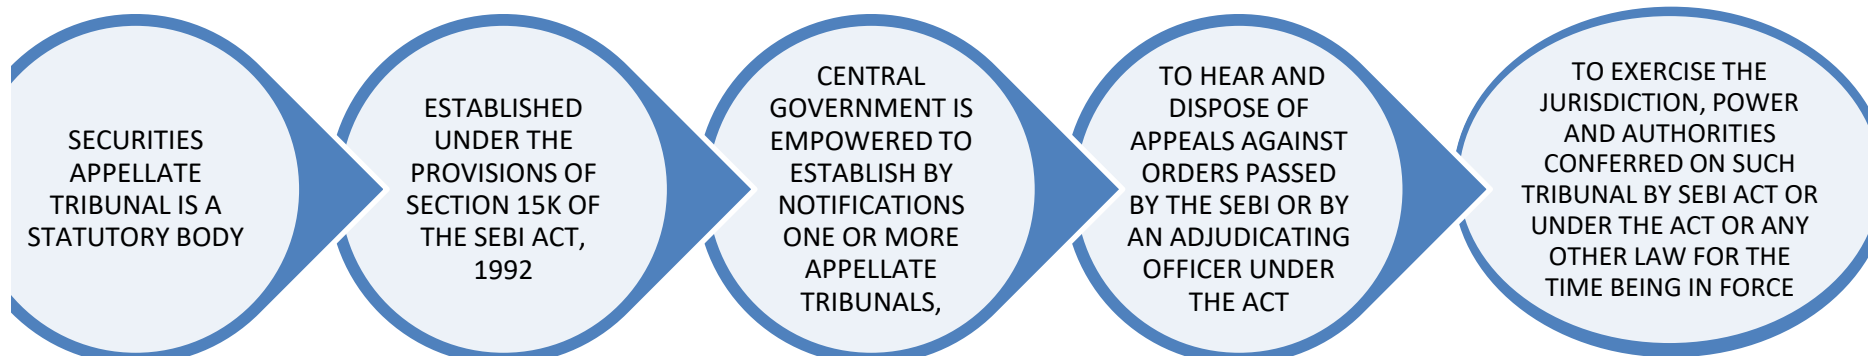 SECURITIES
APPELLATE
TRIBUNAL IS A
STATUTORY BODY
ESTABLISHED
UNDER THE
PROVISIONS OF
SECTION 15K OF
THE SEBI ACT,
1992
CENTRAL
GOVERNMENT IS
EMPOWERED TO
ESTABLISH BY
NOTIFICATIONS
ONE OR MORE
APPELLATE
TRIBUNALS,
TO HEAR AND
DISPOSE OF
APPEALS AGAINST
ORDERS PASSED
BY THE SEBI OR BY
AN ADJUDICATING
OFFICER UNDER
THE ACT
TO EXERCISE THE
JURISDICTION, POWER
AND AUTHORITIES
CONFERRED ON SUCH
TRIBUNAL BY SEBI ACT OR
UNDER THE ACT OR ANY
OTHER LAW FOR THE
TIME BEING IN FORCE